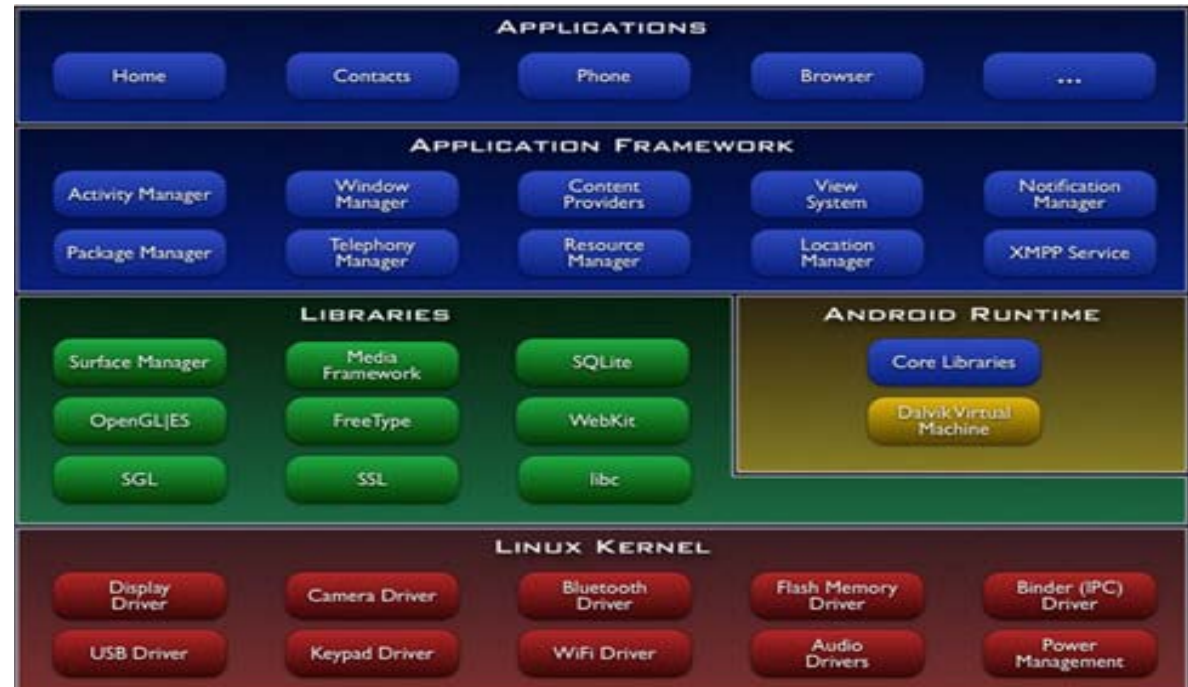 APPLICATIONS
Home
Contacts
Phone
Browser
...
APPLICATION FRAMEWORK
Activity Manager
Window
Manager
Content
Providers
View
System
Notification
Manager
Package Manager
Telephony
Manager
Resource
Manager
Location
Manager
XMPP Service
LIBRARIES
Surface Manager
Media
Framework
SQLite
OpenGL|ES
FreeType
WebKit
SGL
SSL
libc
ANDROID RUNTIME
Core Libraries
Dalvik Virtual
Machine
LINUX KERNEL
Display
Driver
Camera Driver
Bluetooth
Driver
Flash Memory
Driver
Binder (IPC)
Driver
USB Driver
Keypad Driver
WiFi Driver
Audio
Drivers
Power
Management